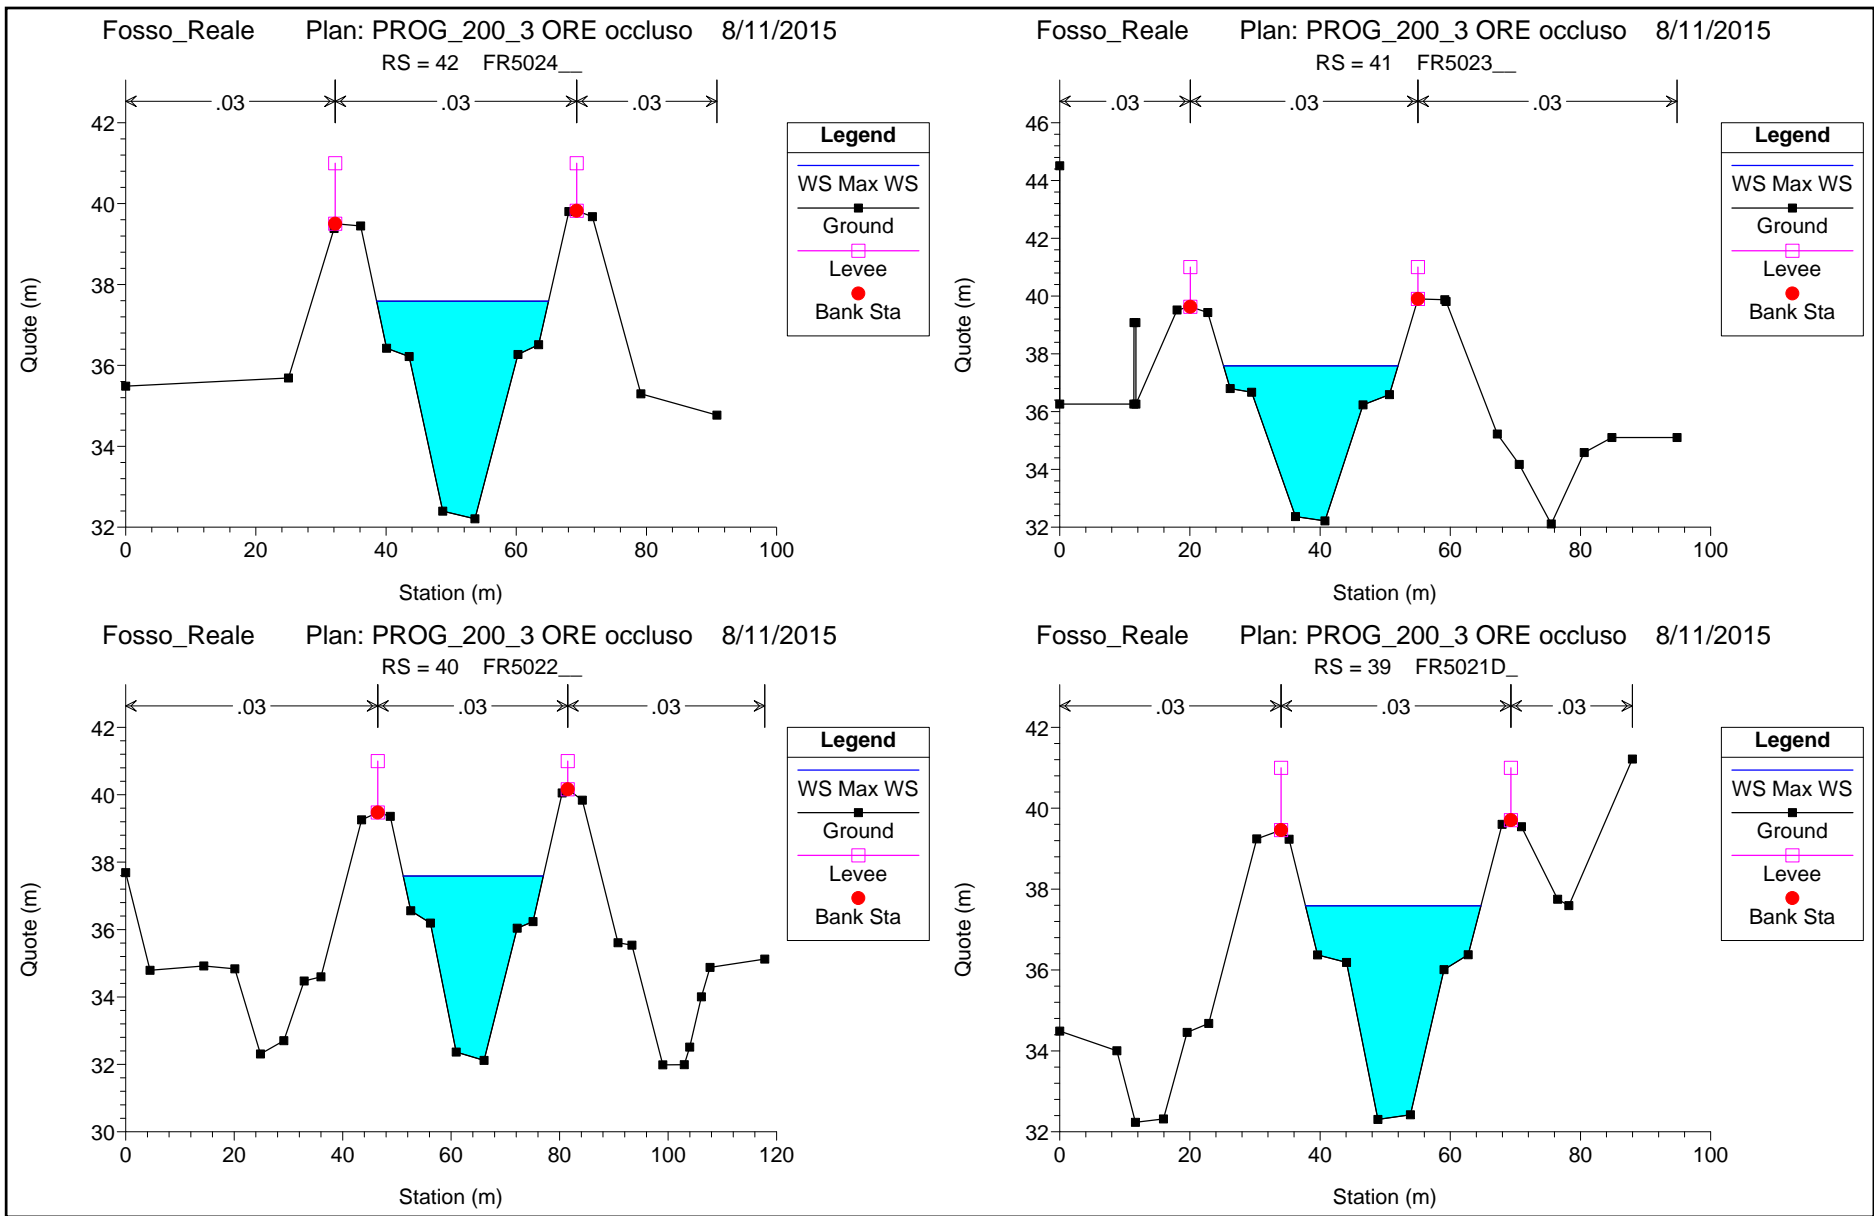 Fosso_Reale Plan: PROG_200_3 ORE occluso 8/11/2015
RS = 42 FR5024__
.03 .03 .03
42
40
38
36
34
32
0 20 40 60 80 100
Station (m)
Quote (m)
Legend
WS Max WS
Ground
Levee
Bank Sta
Fosso_Reale Plan: PROG_200_3 ORE occluso 8/11/2015
RS = 41 FR5023__
.03 .03 .03
46
44
42
40
38
36
34
32
0 20 40 60 80 100
Station (m)
Quote (m)
Legend
WS Max WS
Ground
Levee
Bank Sta
Fosso_Reale Plan: PROG_200_3 ORE occluso 8/11/2015
RS = 40 FR5022__
.03 .03 .03
42
40
38
36
34
32
30
0 20 40 60 80 100 120
Station (m)
Quote (m)
Legend
WS Max WS
Ground
Levee
Bank Sta
Fosso_Reale Plan: PROG_200_3 ORE occluso 8/11/2015
RS = 39 FR5021D_
.03 .03 .03
42
40
38
36
34
32
0 20 40 60 80 100
Station (m)
Quote (m)
Legend
WS Max WS
Ground
Levee
Bank Sta